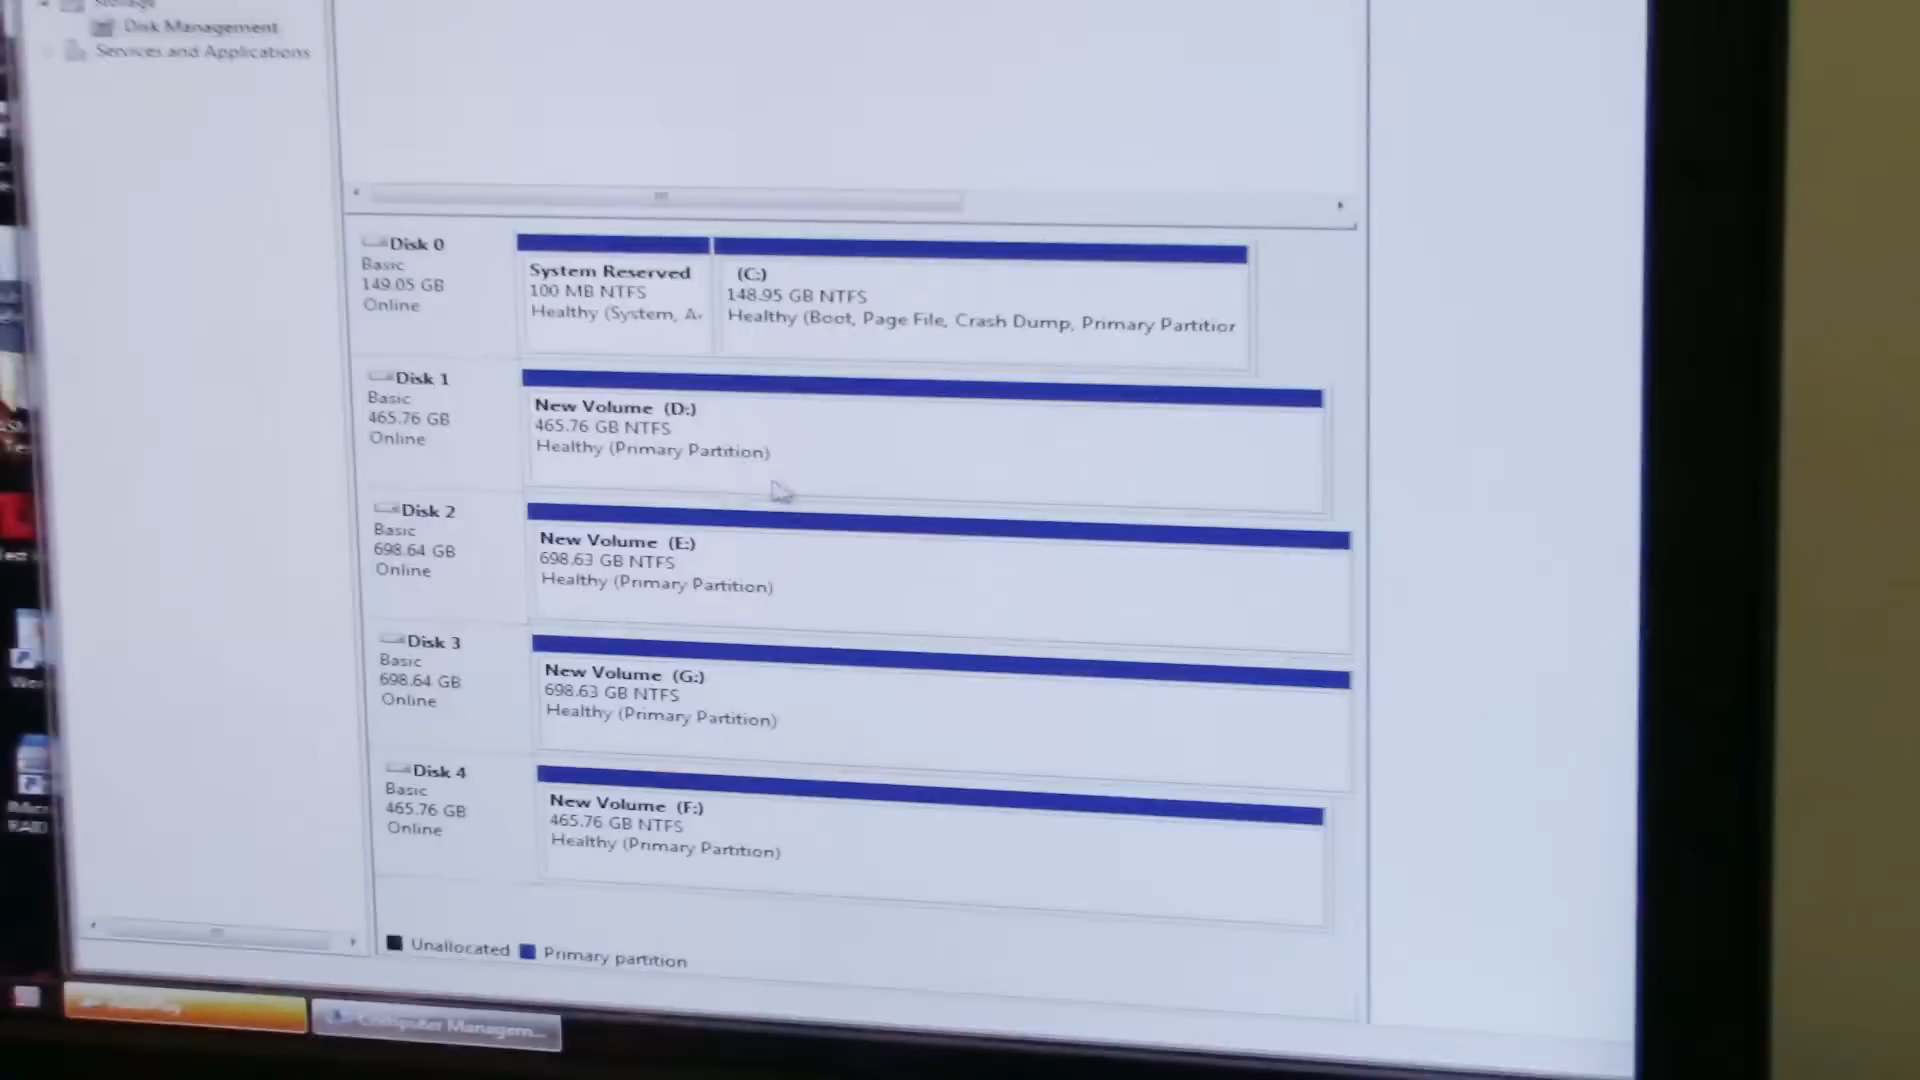 Storage
Disk Management
Services and Applications
Disk 0
Basic
149.05 GB
Online
System Reserved
100 MB NTFS
Healthy (System, A
(C:)
148.95 GB NTFS
Healthy (Boot, Page File, Crash Dump, Primary Partition
Disk 1
Basic
465.76 GB
Online
New Volume (D:)
465.76 GB NTFS
Healthy (Primary Partition)
Disk 2
Basic
698.64 GB
Online
New Volume (E:)
698.63 GB NTFS
Healthy (Primary Partition)
Disk 3
Basic
698.64 GB
Online
New Volume (G:)
698.63 GB NTFS
Healthy (Primary Partition)
Disk 4
Basic
465.76 GB
Online
New Volume (F:)
465.76 GB NTFS
Healthy (Primary Partition)
Unallocated
Primary partition
Computer Managem...
RAID